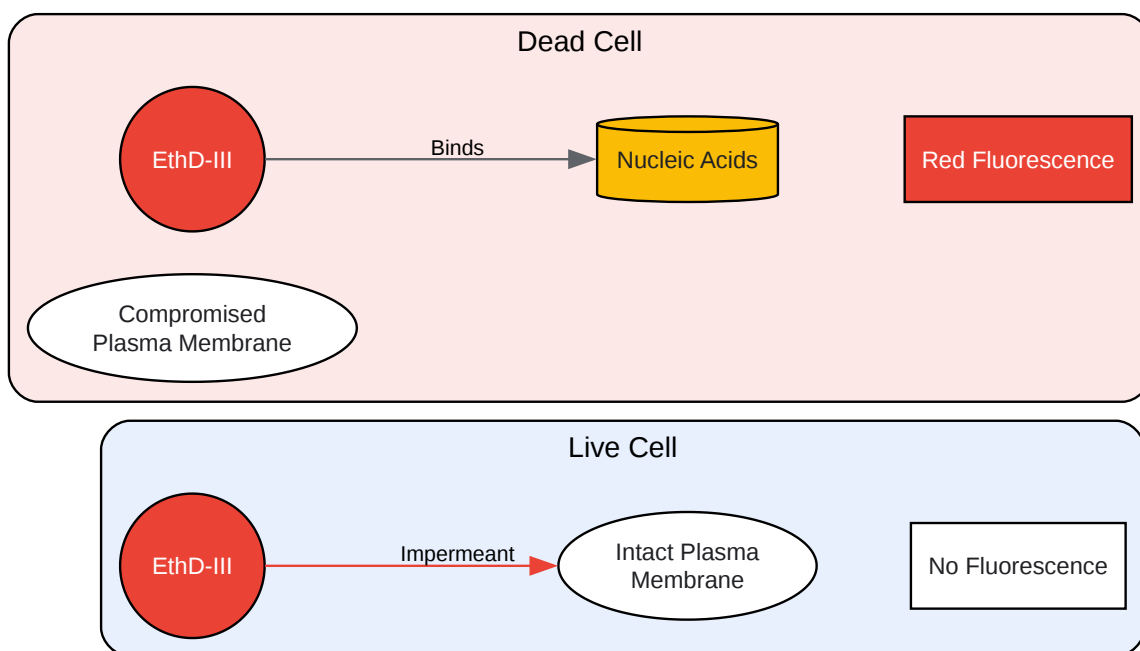 Dead Cell
EthD-III
Binds
Nucleic Acids
Red Fluorescence
Compromised
Plasma Membrane
Live Cell
EthD-III
Impermeant
Intact Plasma
Membrane
No Fluorescence